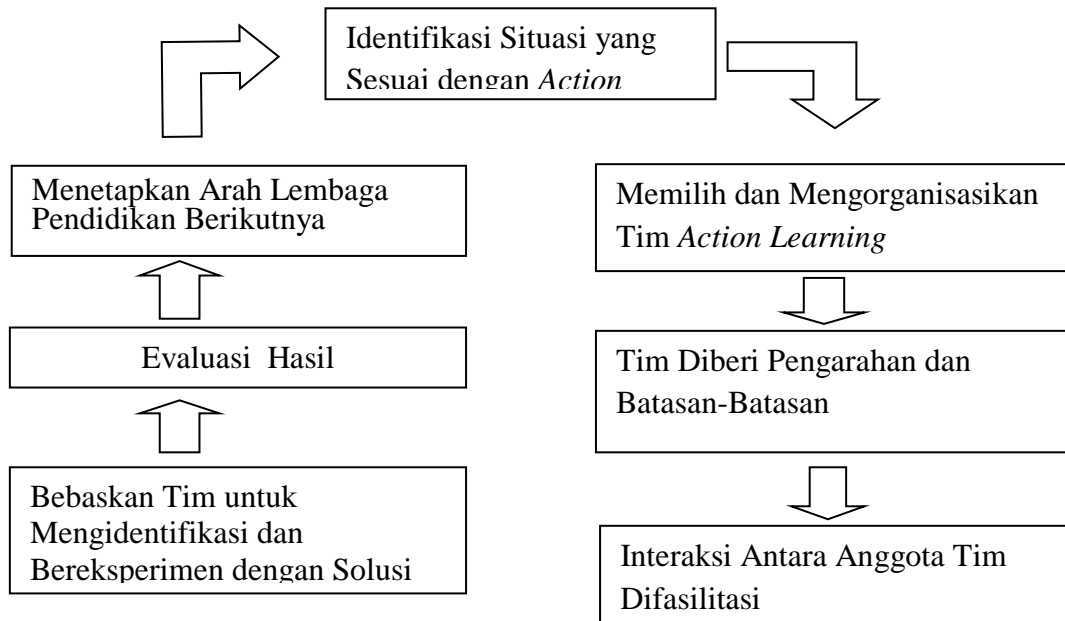 Identifikasi Situasi yang
Sesuai dengan Action
Memilih dan Mengorganisasikan
Tim Action Learning
Tim Diberi Pengarahan dan
Batasan-Batasan
Interaksi Antara Anggota Tim
Difasilitasi
Bebaskan Tim untuk
Mengidentifikasi dan
Bereksperimen dengan Solusi
Evaluasi Hasil
Menetapkan Arah Lembaga
Pendidikan Berikutnya